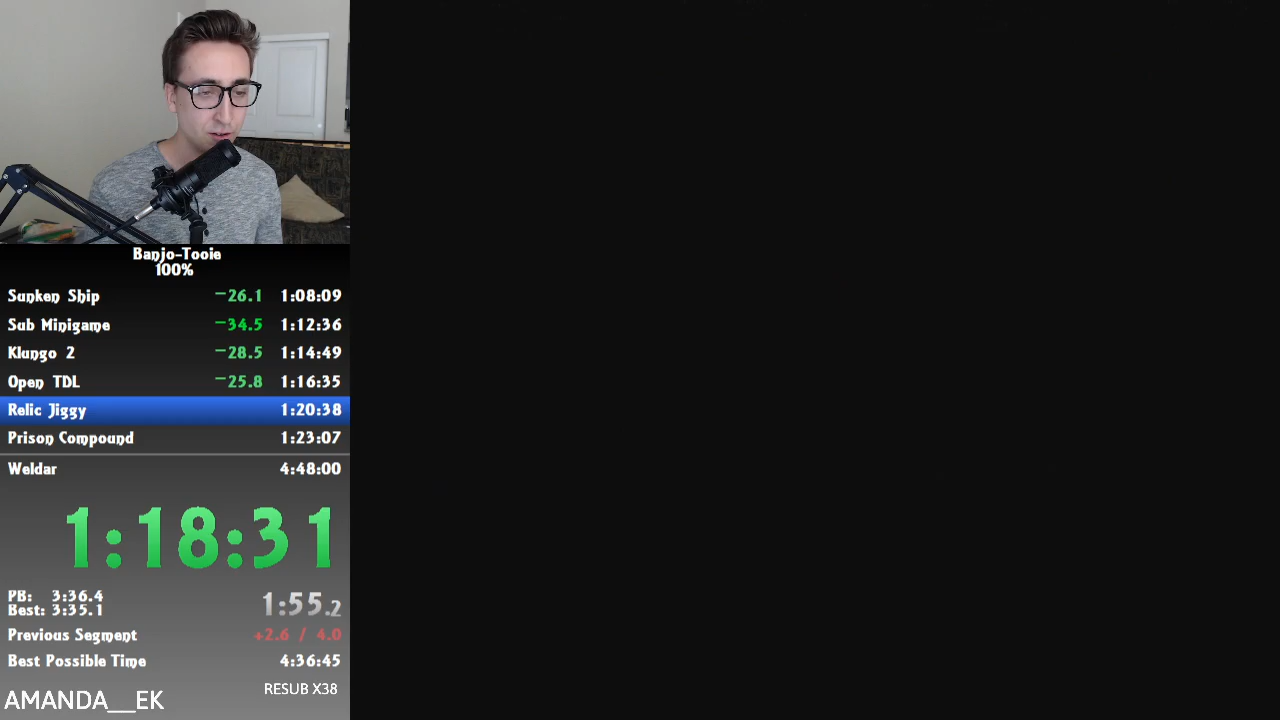 Banjo-Tooie
100%
Sunken Ship −26.1 1:08:09
Sub Minigame −34.5 1:12:36
Klungo 2 −28.5 1:14:49
Open TDL −25.8 1:16:35
Relic Jiggy 1:20:38
Prison Compound 1:23:07
Weldar 4:48:00
1:18:31
PB: 3:36.4
Best: 3:35.1
1:55.2
Previous Segment +2.6 / 4.0
Best Possible Time 4:36:45
AMANDA__EK RESUB X38